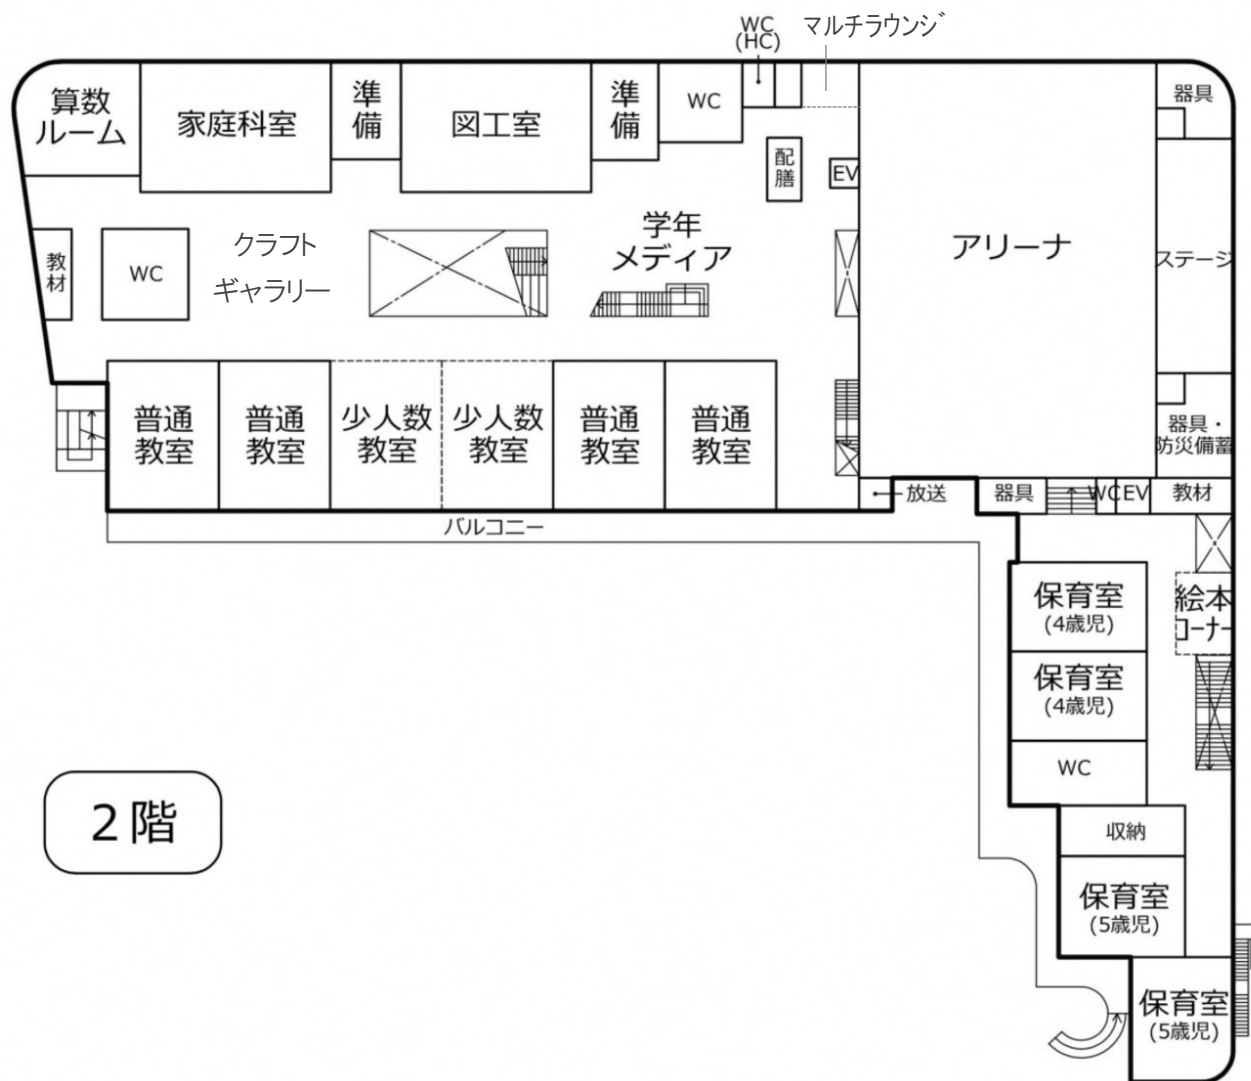 WC
(HC)
マルチラウンジ
算数
ルーム
家庭科室
準
備
図工室
準
備
WC
器具
配
膳
EV
アリーナ
ステージ
学年
メディア
クラフト
ギャラリー
教
材
WC
普通
教室
普通
教室
少人数
教室
少人数
教室
普通
教室
普通
教室
器具・
防災備蓄
放送
器具
WC
EV
教材
バルコニー
保育室
(4歳児)
絵本
コーナー
保育室
(4歳児)
WC
収納
保育室
(5歳児)
保育室
(5歳児)
2階